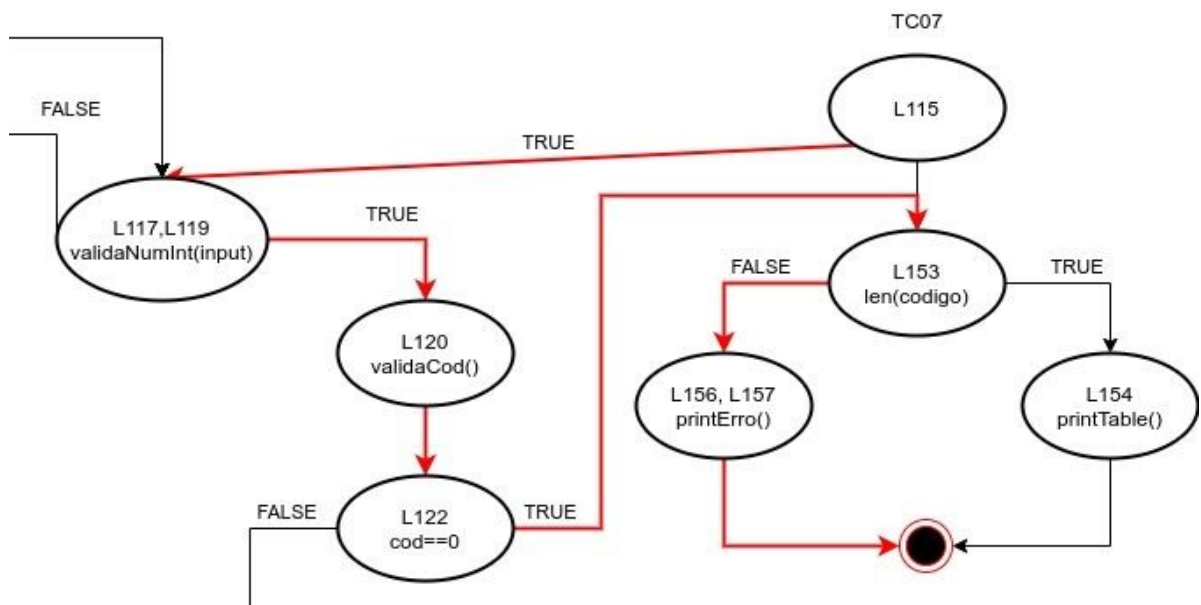 TC07
L115
FALSE
TRUE
L117,L119
validaNumInt(input)
TRUE
FALSE
L153
len(codigo)
TRUE
L120
validaCod()
L156, L157
printErro()
L154
printTable()
FALSE
L122
cod==0
TRUE